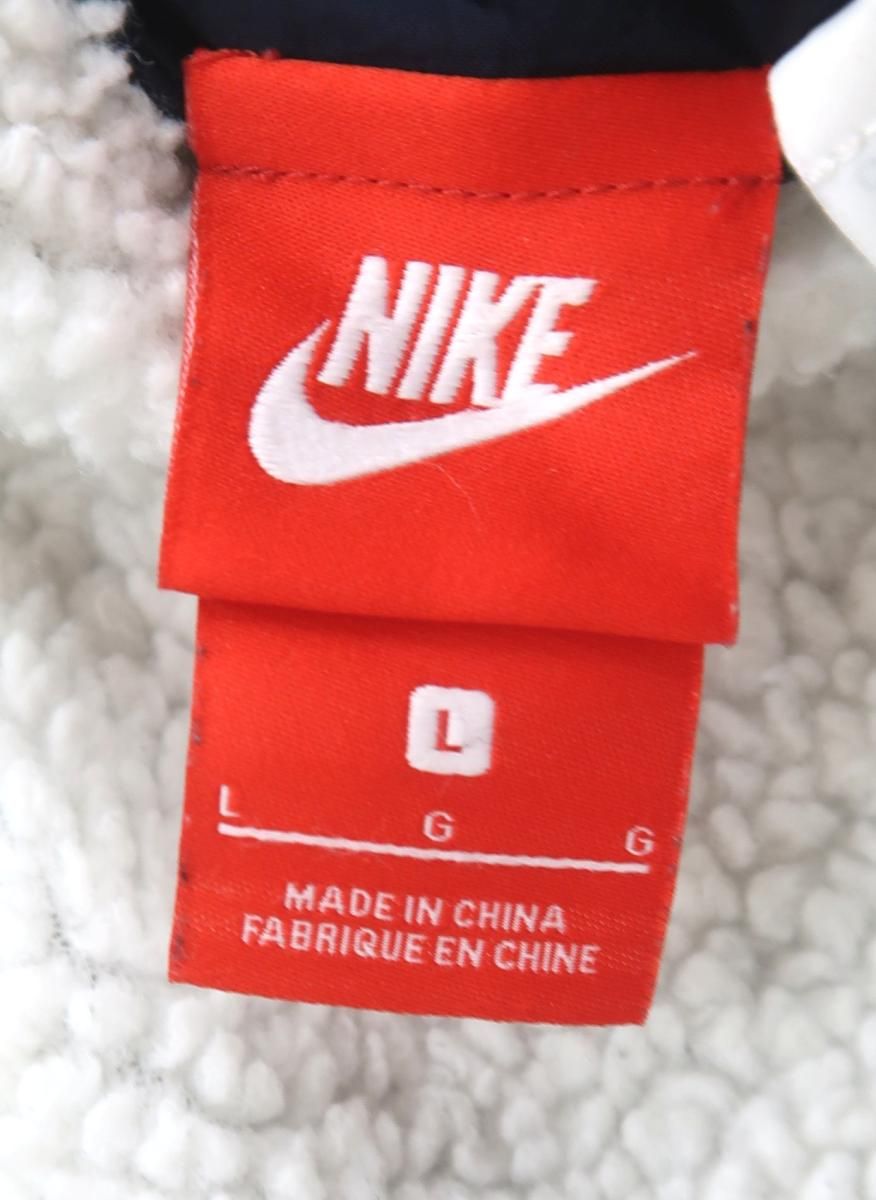 NIKE
L
L G G
MADE IN CHINA
FABRIQUE EN CHINE